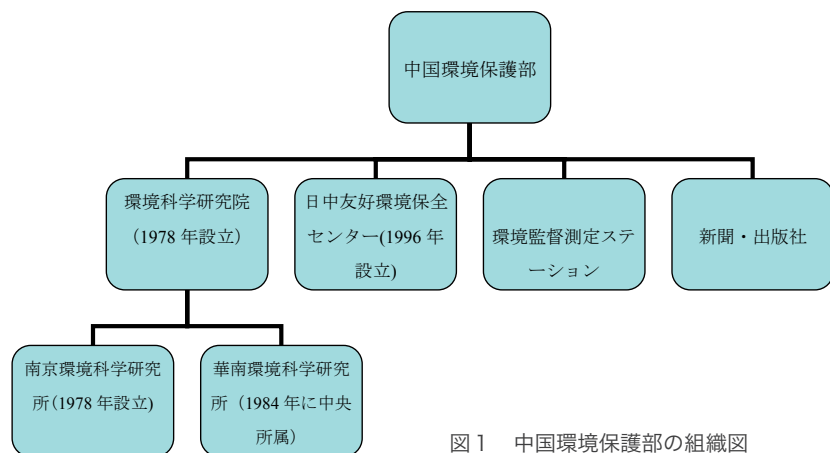 中国環境保護部
環境科学研究院
（1978 年設立）
日中友好環境保全
センター(1996 年
設立)
環境監督測定ステ
ーション
新聞・出版社
南京環境科学研究
所(1978 年設立)
華南環境科学研究
所（1984 年に中央
所属）
図1　中国環境保護部の組織図